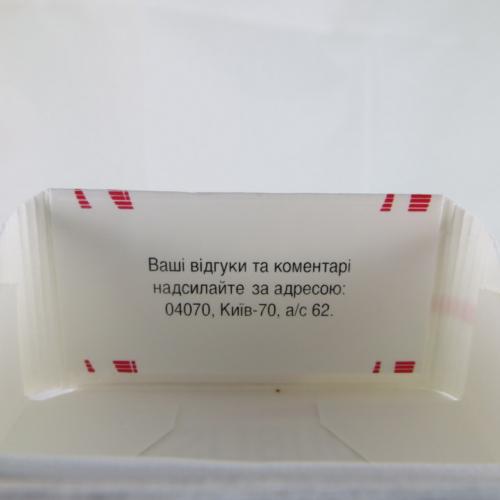 Ваші відгуки та коментарі
надсилайте за адресою:
04070, Київ-70, а/с 62.